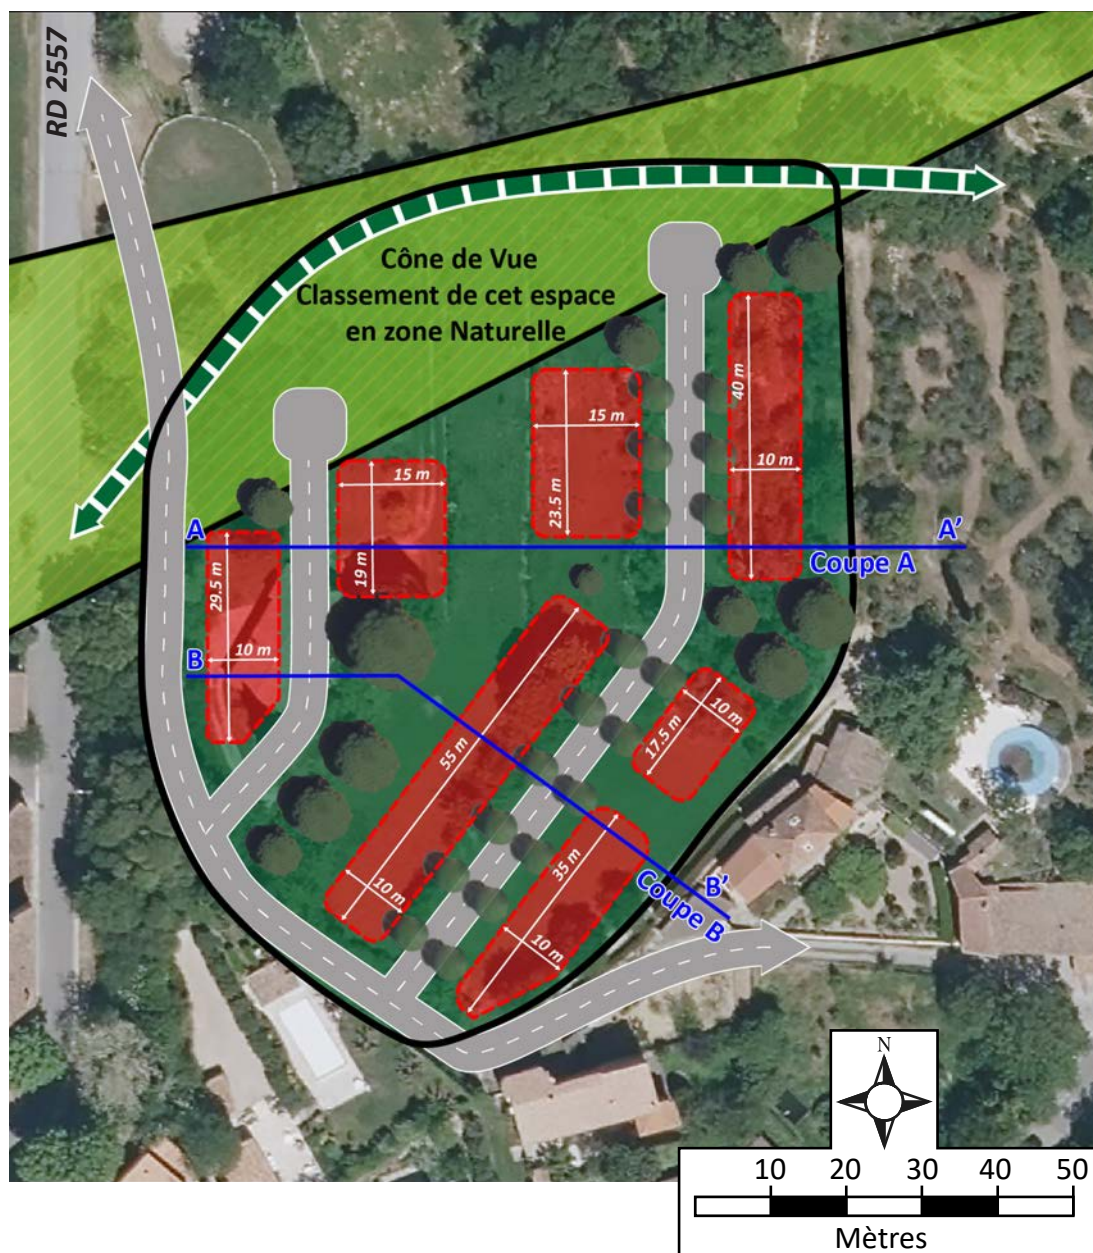 RD 2557
Cône de Vue
Classement de cet espace
en zone Naturelle
40 m
10 m
15 m
23.5 m
15 m
19 m
A
A'
Coupe A
29.5 m
10 m
B
55 m
10 m
10 m
17.5 m
35 m
10 m
B'
Coupe B
N
10 20 30 40 50
Mètres